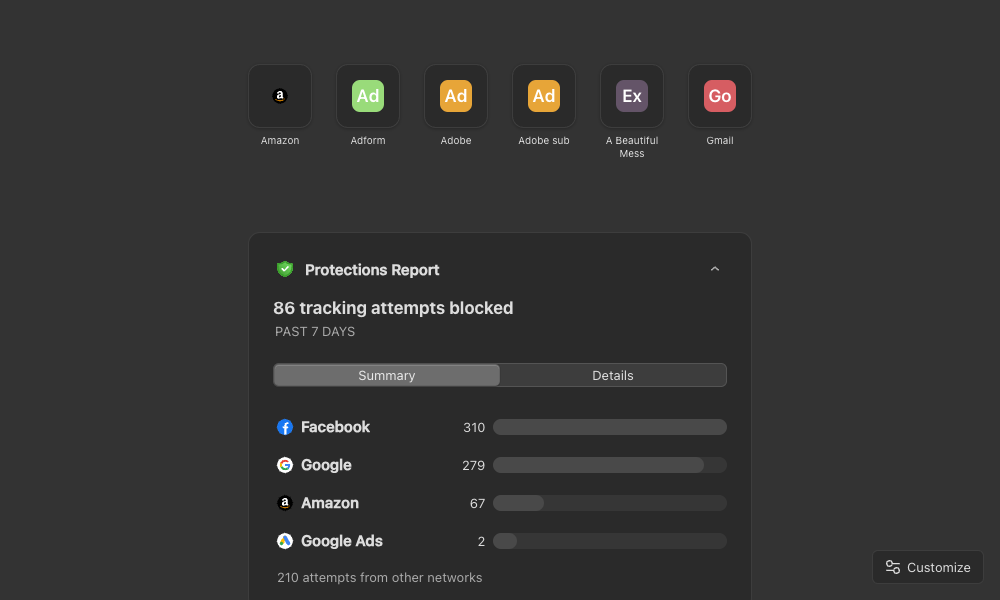 a
Ad
Ad
Ad
Ex
Go
Amazon
Adform
Adobe
Adobe sub
A Beautiful
Mess
Gmail
Protections Report
86 tracking attempts blocked
PAST 7 DAYS
Summary
Details
Facebook 310
Google 279
a Amazon 67
Google Ads 2
210 attempts from other networks
Customize